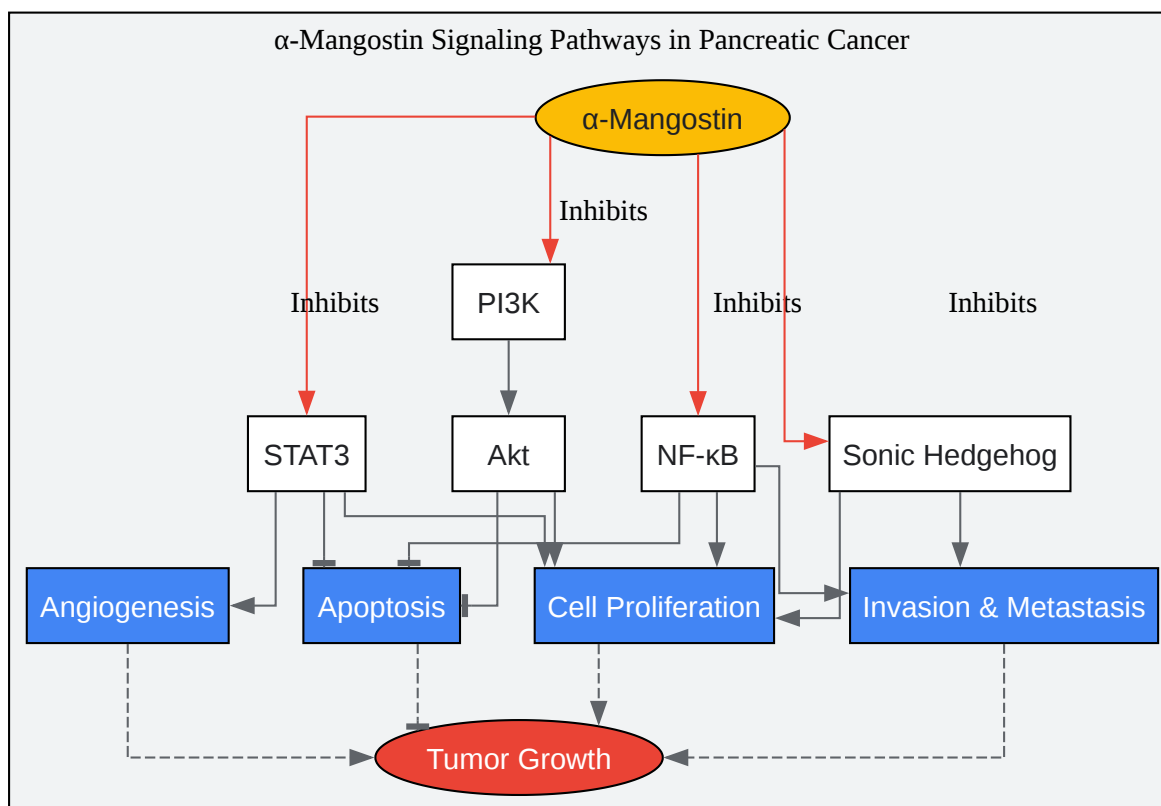 α-Mangostin Signaling Pathways in Pancreatic Cancer
α-Mangostin
Inhibits
PI3K
Inhibits
Inhibits
Inhibits
STAT3
Akt
NF-κB
Sonic Hedgehog
Angiogenesis
Apoptosis
Cell Proliferation
Invasion & Metastasis
Tumor Growth